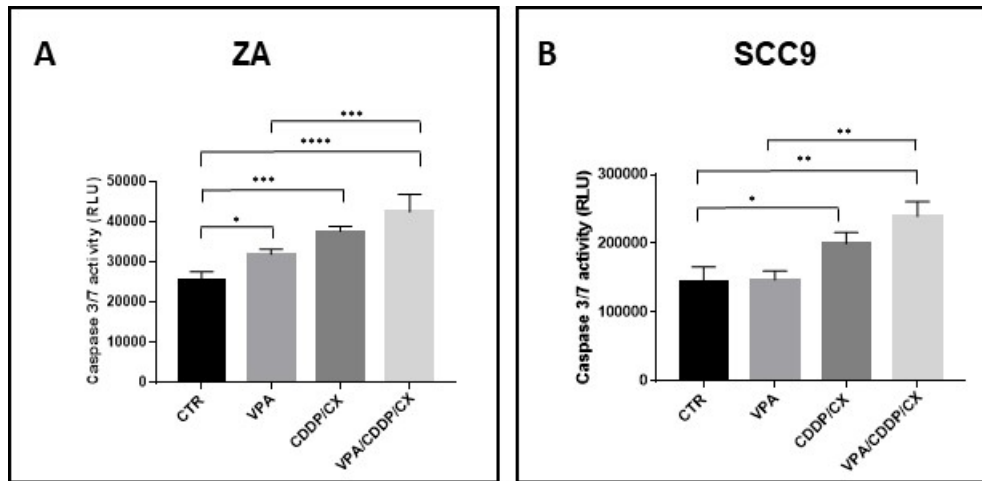 A
ZA
***
****
***
*
Caspase 3/7 activity (RLU)
50000
40000
30000
20000
10000
0
CTR
VPA
CDDP/CX
VPA/CDDP/CX
B
SCC9
**
**
*
Caspase 3/7 activity (RLU)
300000
200000
100000
0
CTR
VPA
CDDP/CX
VPA/CDDP/CX